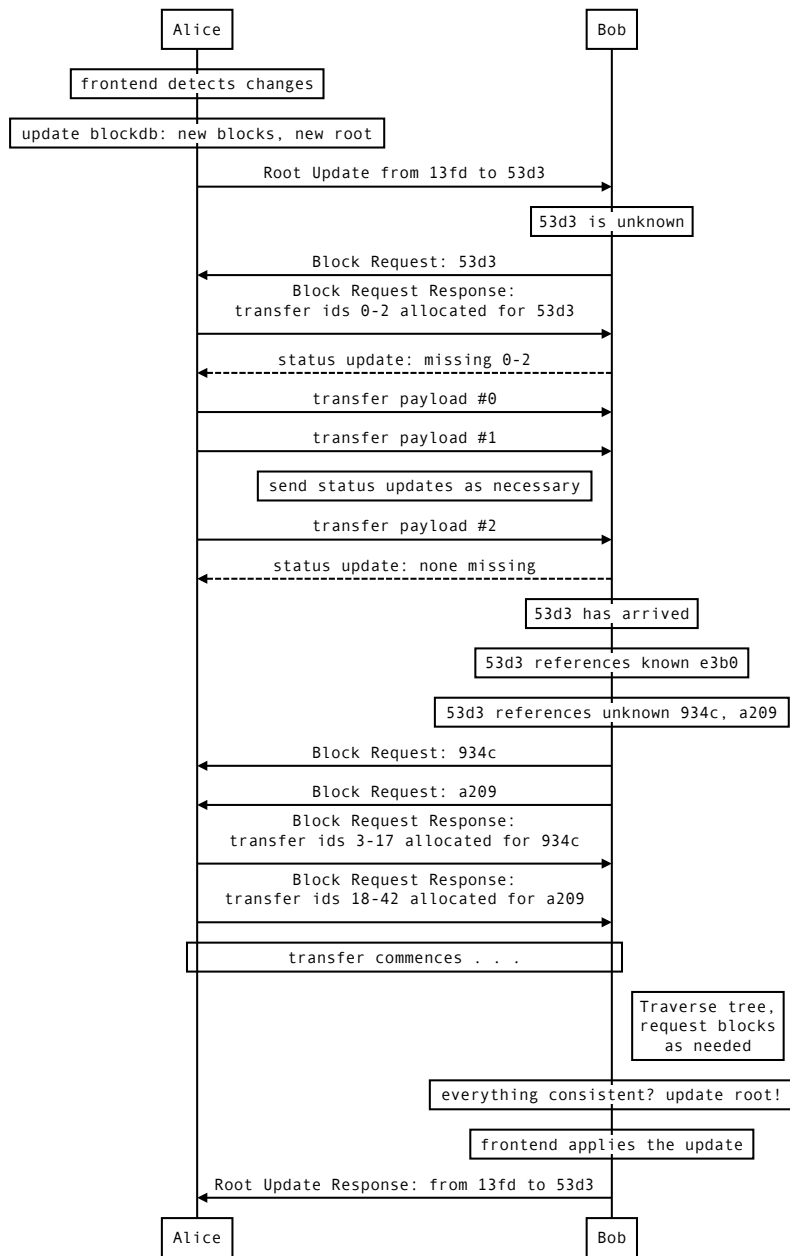 Alice
Bob
frontend detects changes
update blockdb: new blocks, new root
Root Update from 13fd to 53d3
53d3 is unknown
Block Request: 53d3
Block Request Response:
transfer ids 0-2 allocated for 53d3
status update: missing 0-2
transfer payload #0
transfer payload #1
send status updates as necessary
transfer payload #2
status update: none missing
53d3 has arrived
53d3 references known e3b0
53d3 references unknown 934c, a209
Block Request: 934c
Block Request: a209
Block Request Response:
transfer ids 3-17 allocated for 934c
Block Request Response:
transfer ids 18-42 allocated for a209
transfer commences . . .
Traverse tree,
request blocks
as needed
everything consistent? update root!
frontend applies the update
Root Update Response: from 13fd to 53d3
Alice
Bob